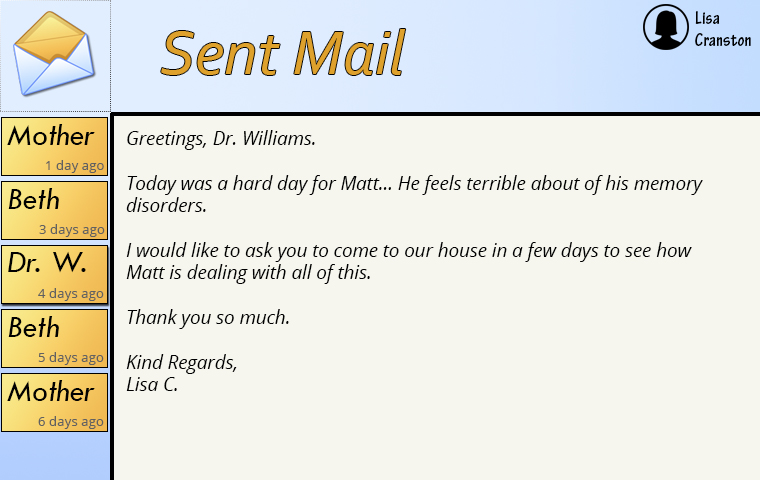 Sent Mail
Lisa
Cranston
Mother
1 day ago
Beth
3 days ago
Dr. W.
4 days ago
Beth
5 days ago
Mother
6 days ago
Greetings, Dr. Williams.
Today was a hard day for Matt... He feels terrible about of his memory
disorders.
I would like to ask you to come to our house in a few days to see how
Matt is dealing with all of this.
Thank you so much.
Kind Regards,
Lisa C.